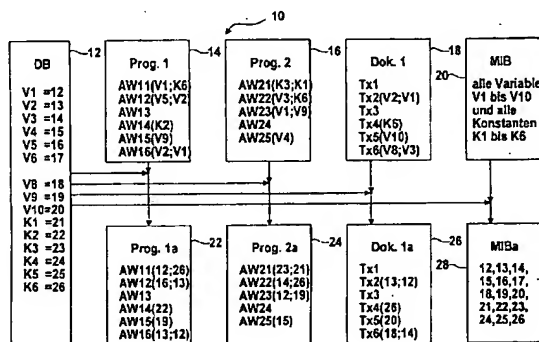 10
DB
12
V1 =12
V2 =13
V3 =14
V4 =15
V5 =16
V6 =17
V8 =18
V9 =19
V10=20
K1 =21
K2 =22
K3 =23
K4 =24
K5 =25
K6 =26
Prog. 1
14
AW11(V1;K6)
AW12(V5;V2)
AW13
AW14(K2)
AW15(V9)
AW16(V2;V1)
Prog. 2
16
AW21(K3;K1)
AW22(V3;K6)
AW23(V1;V9)
AW24
AW25(V4)
Dok. 1
18
Tx1
Tx2(V2;V1)
Tx3
Tx4(K6)
Tx5(V10)
Tx6(V8;V3)
MIB
20
alle Variable
V1 bis V10
und alle
Konstanten
K1 bis K6
Prog. 1a
22
AW11(12;26)
AW12(16;13)
AW13
AW14(22)
AW15(19)
AW16(13;12)
Prog. 2a
24
AW21(23;21)
AW22(14;26)
AW23(12;19)
AW24
AW25(15)
Dok. 1a
26
Tx1
Tx2(13;12)
Tx3
Tx4(26)
Tx5(20)
Tx6(18;14)
MIBa
28
12,13,14,
15,16,17,
18,19,20,
21,22,23,
24,25,26